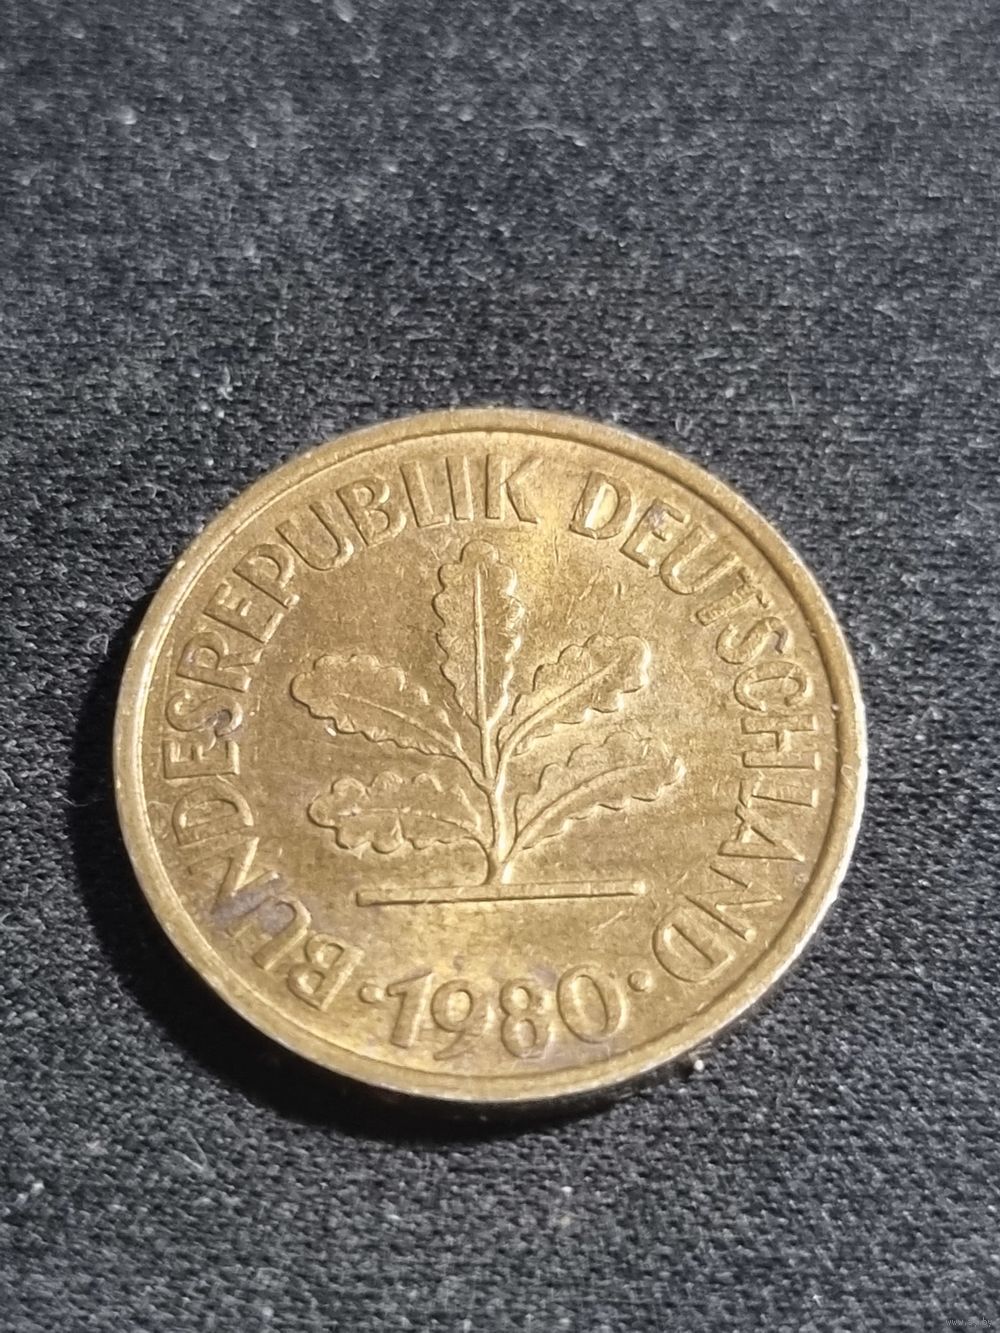 BUNDESREPUBLIK DEUTSCHLAND
·1980·